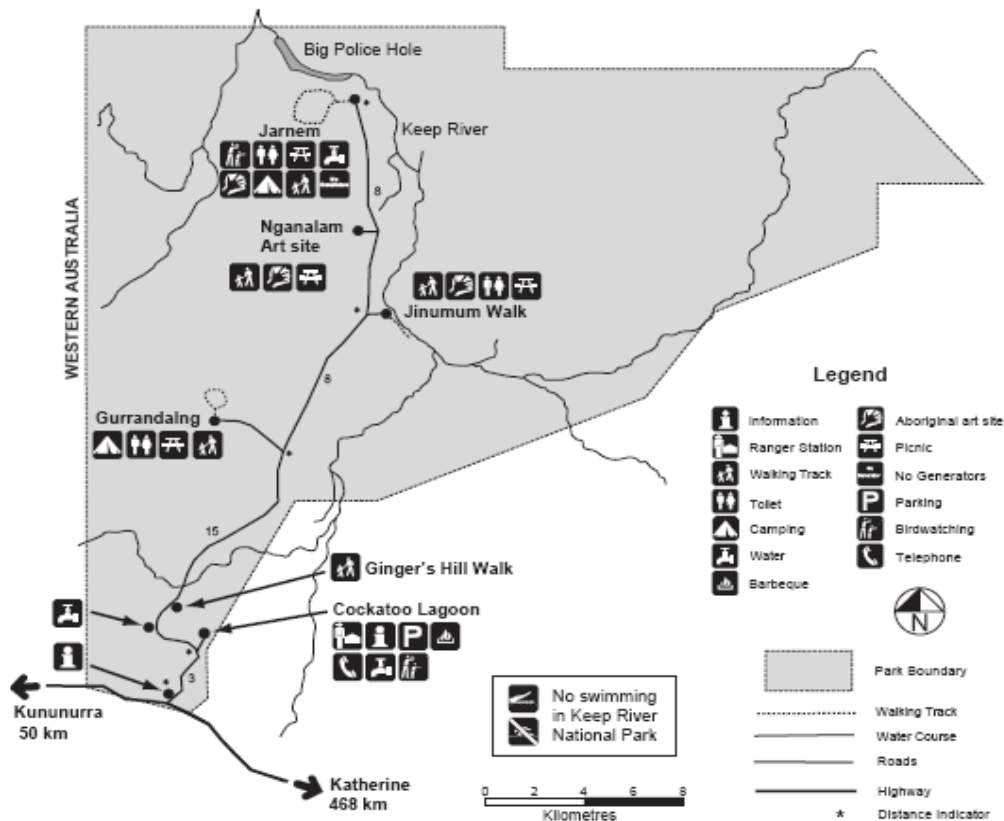 Big Police Hole
Keep River
Jarnem
8
Nganalam
Art site
Jinumum Walk
WESTERN AUSTRALIA
8
Gurrandalng
15
Ginger's Hill Walk
Cockatoo Lagoon
3
Kununurra
50 km
Katherine
468 km
No swimming
in Keep River
National Park
0 2 4 6 8
Kilometres
Legend
Information
Ranger Station
Walking Track
Toilet
Camping
Water
Barbeque
Aboriginal art site
Picnic
No Generators
Parking
P
Birdwatching
Telephone
N
Park Boundary
Walking Track
Water Course
Roads
Highway
* Distance Indicator
P